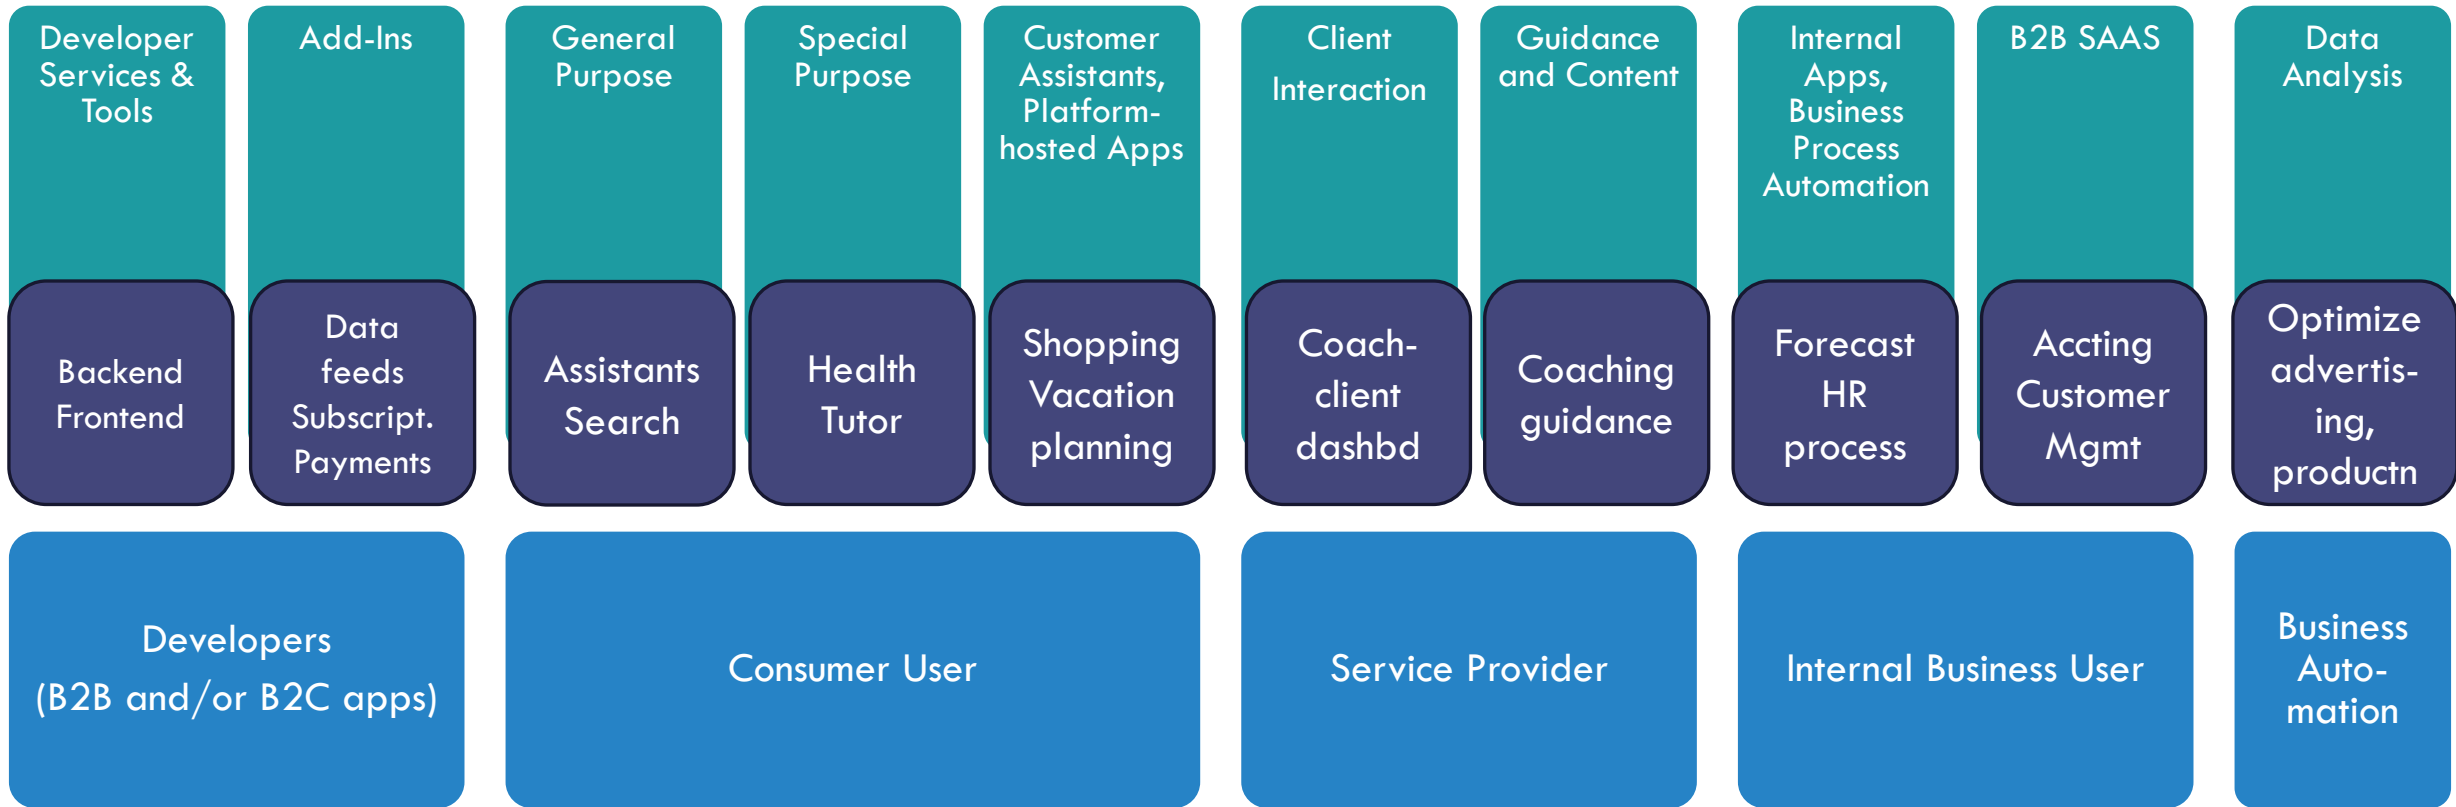 Developer
Services &
Tools
Add-Ins
General
Purpose
Special
Purpose
Customer
Assistants,
Platform-
hosted Apps
Client
Interaction
Guidance
and Content
Internal
Apps,
Business
Process
Automation
B2B SAAS
Data
Analysis
Backend
Frontend
Data
feeds
Subscript.
Payments
Assistants
Search
Health
Tutor
Shopping
Vacation
planning
Coach-
client
dashbd
Coaching
guidance
Forecast
HR
process
Accting
Customer
Mgmt
Optimize
advertis-
ing,
productn
Developers
(B2B and/or B2C apps)
Consumer User
Service Provider
Internal Business User
Business
Auto-
mation